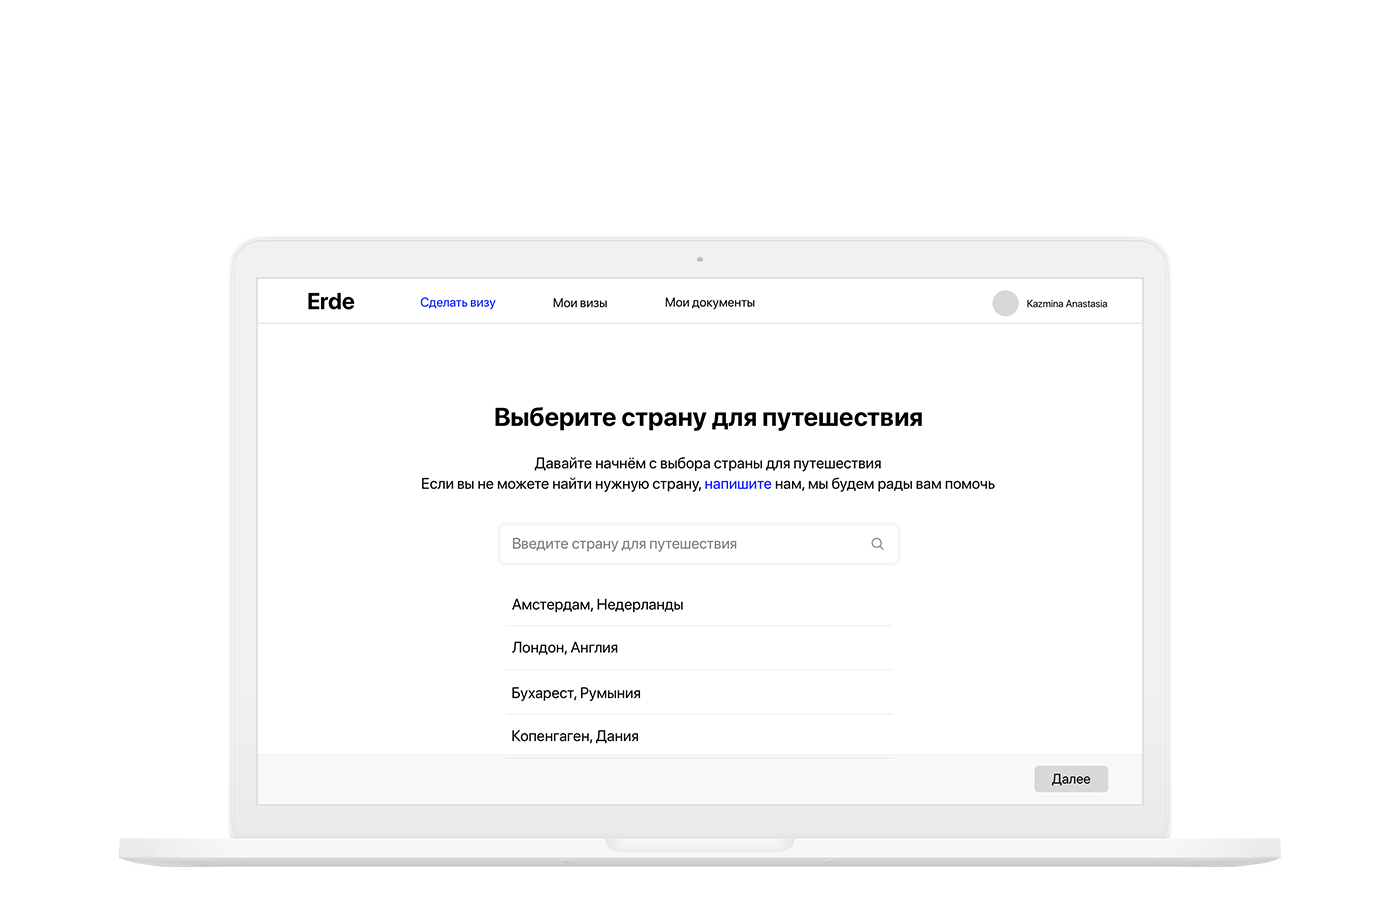 Erde
Сделать визу
Мои визы
Мои документы
Kazmina Anastasia
Выберите страну для путешествия
Давайте начнём с выбора страны для путешествия
Если вы не можете найти нужную страну, напишите нам, мы будем рады вам помочь
Введите страну для путешествия
Амстердам, Недерланды
Лондон, Англия
Бухарест, Румыния
Копенгаген, Дания
Далее